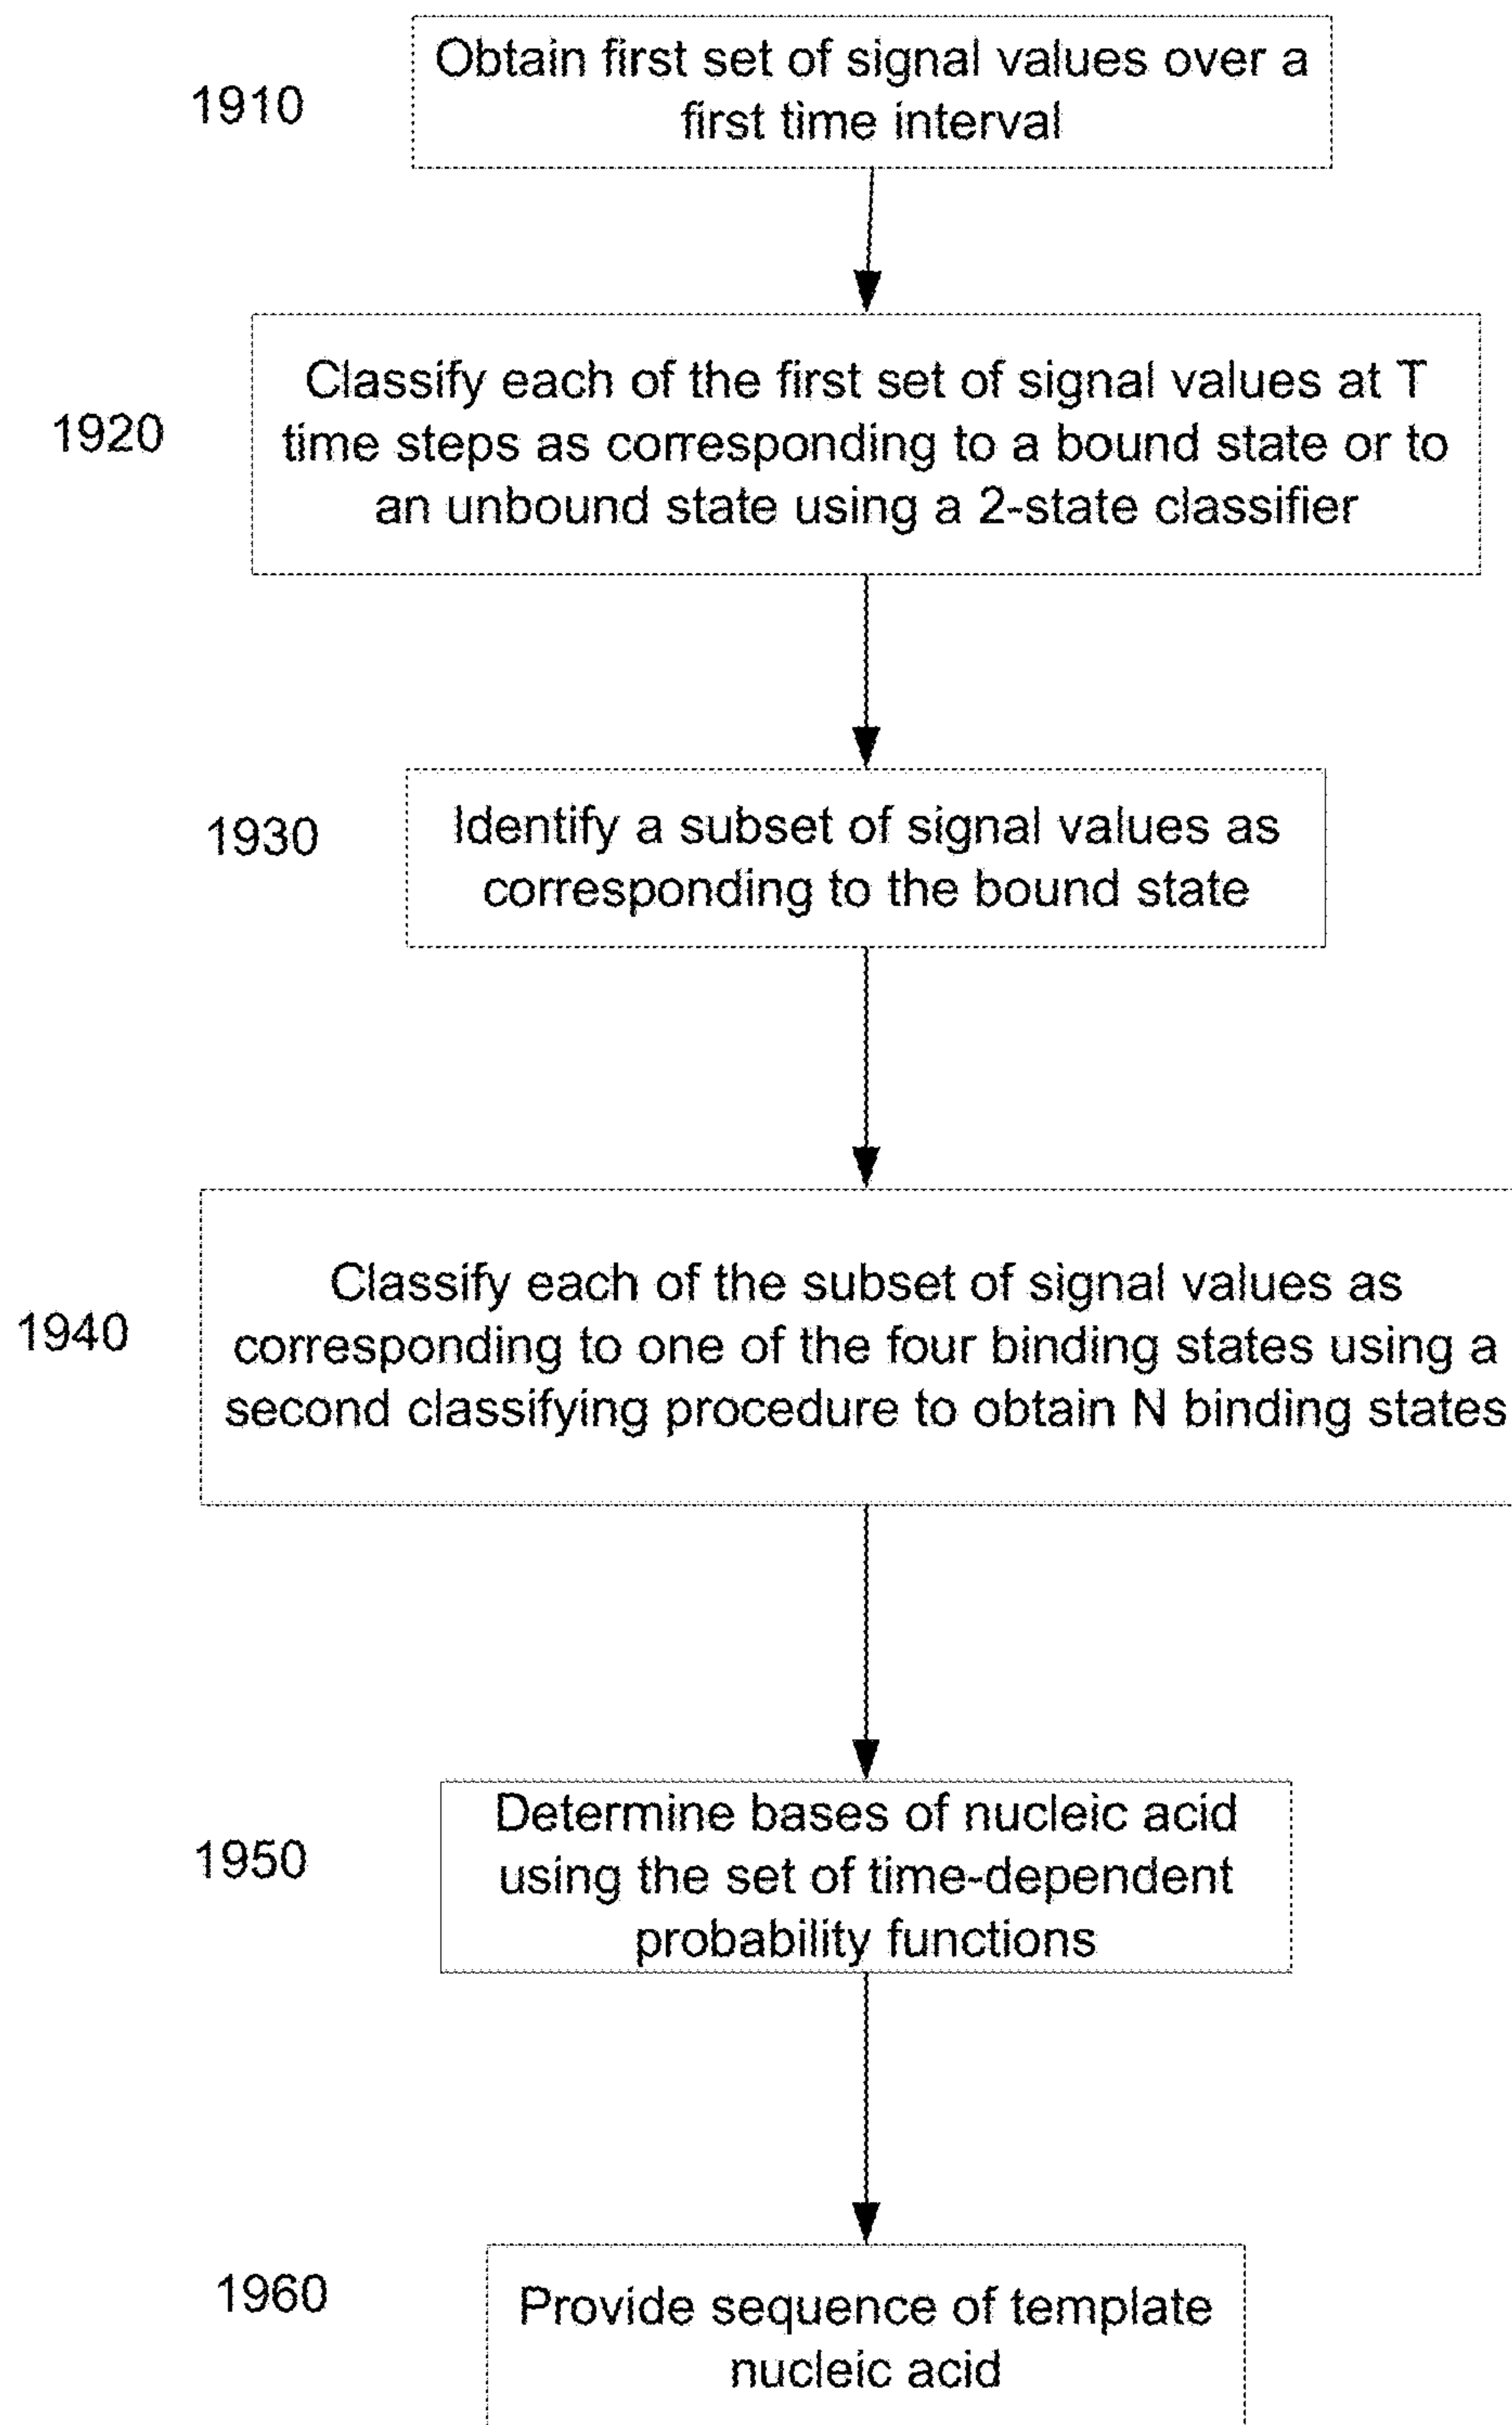 1910
Obtain first set of signal values over a
first time interval
1920
Classify each of the first set of signal values at T
time steps as corresponding to a bound state or to
an unbound state using a 2-state classifier
1930
Identify a subset of signal values as
corresponding to the bound state
1940
Classify each of the subset of signal values as
corresponding to one of the four binding states using a
second classifying procedure to obtain N binding states
1950
Determine bases of nucleic acid
using the set of time-dependent
probability functions
1960
Provide sequence of template
nucleic acid